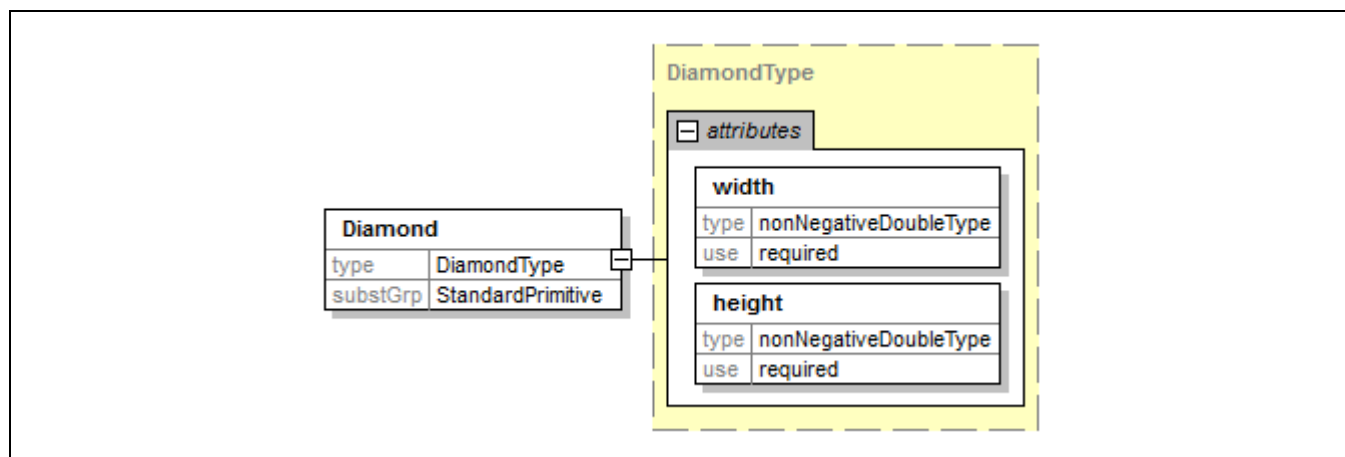 DiamondType
attributes
width
type nonNegativeDoubleType
use required
Diamond
type DiamondType
substGrp StandardPrimitive
height
type nonNegativeDoubleType
use required